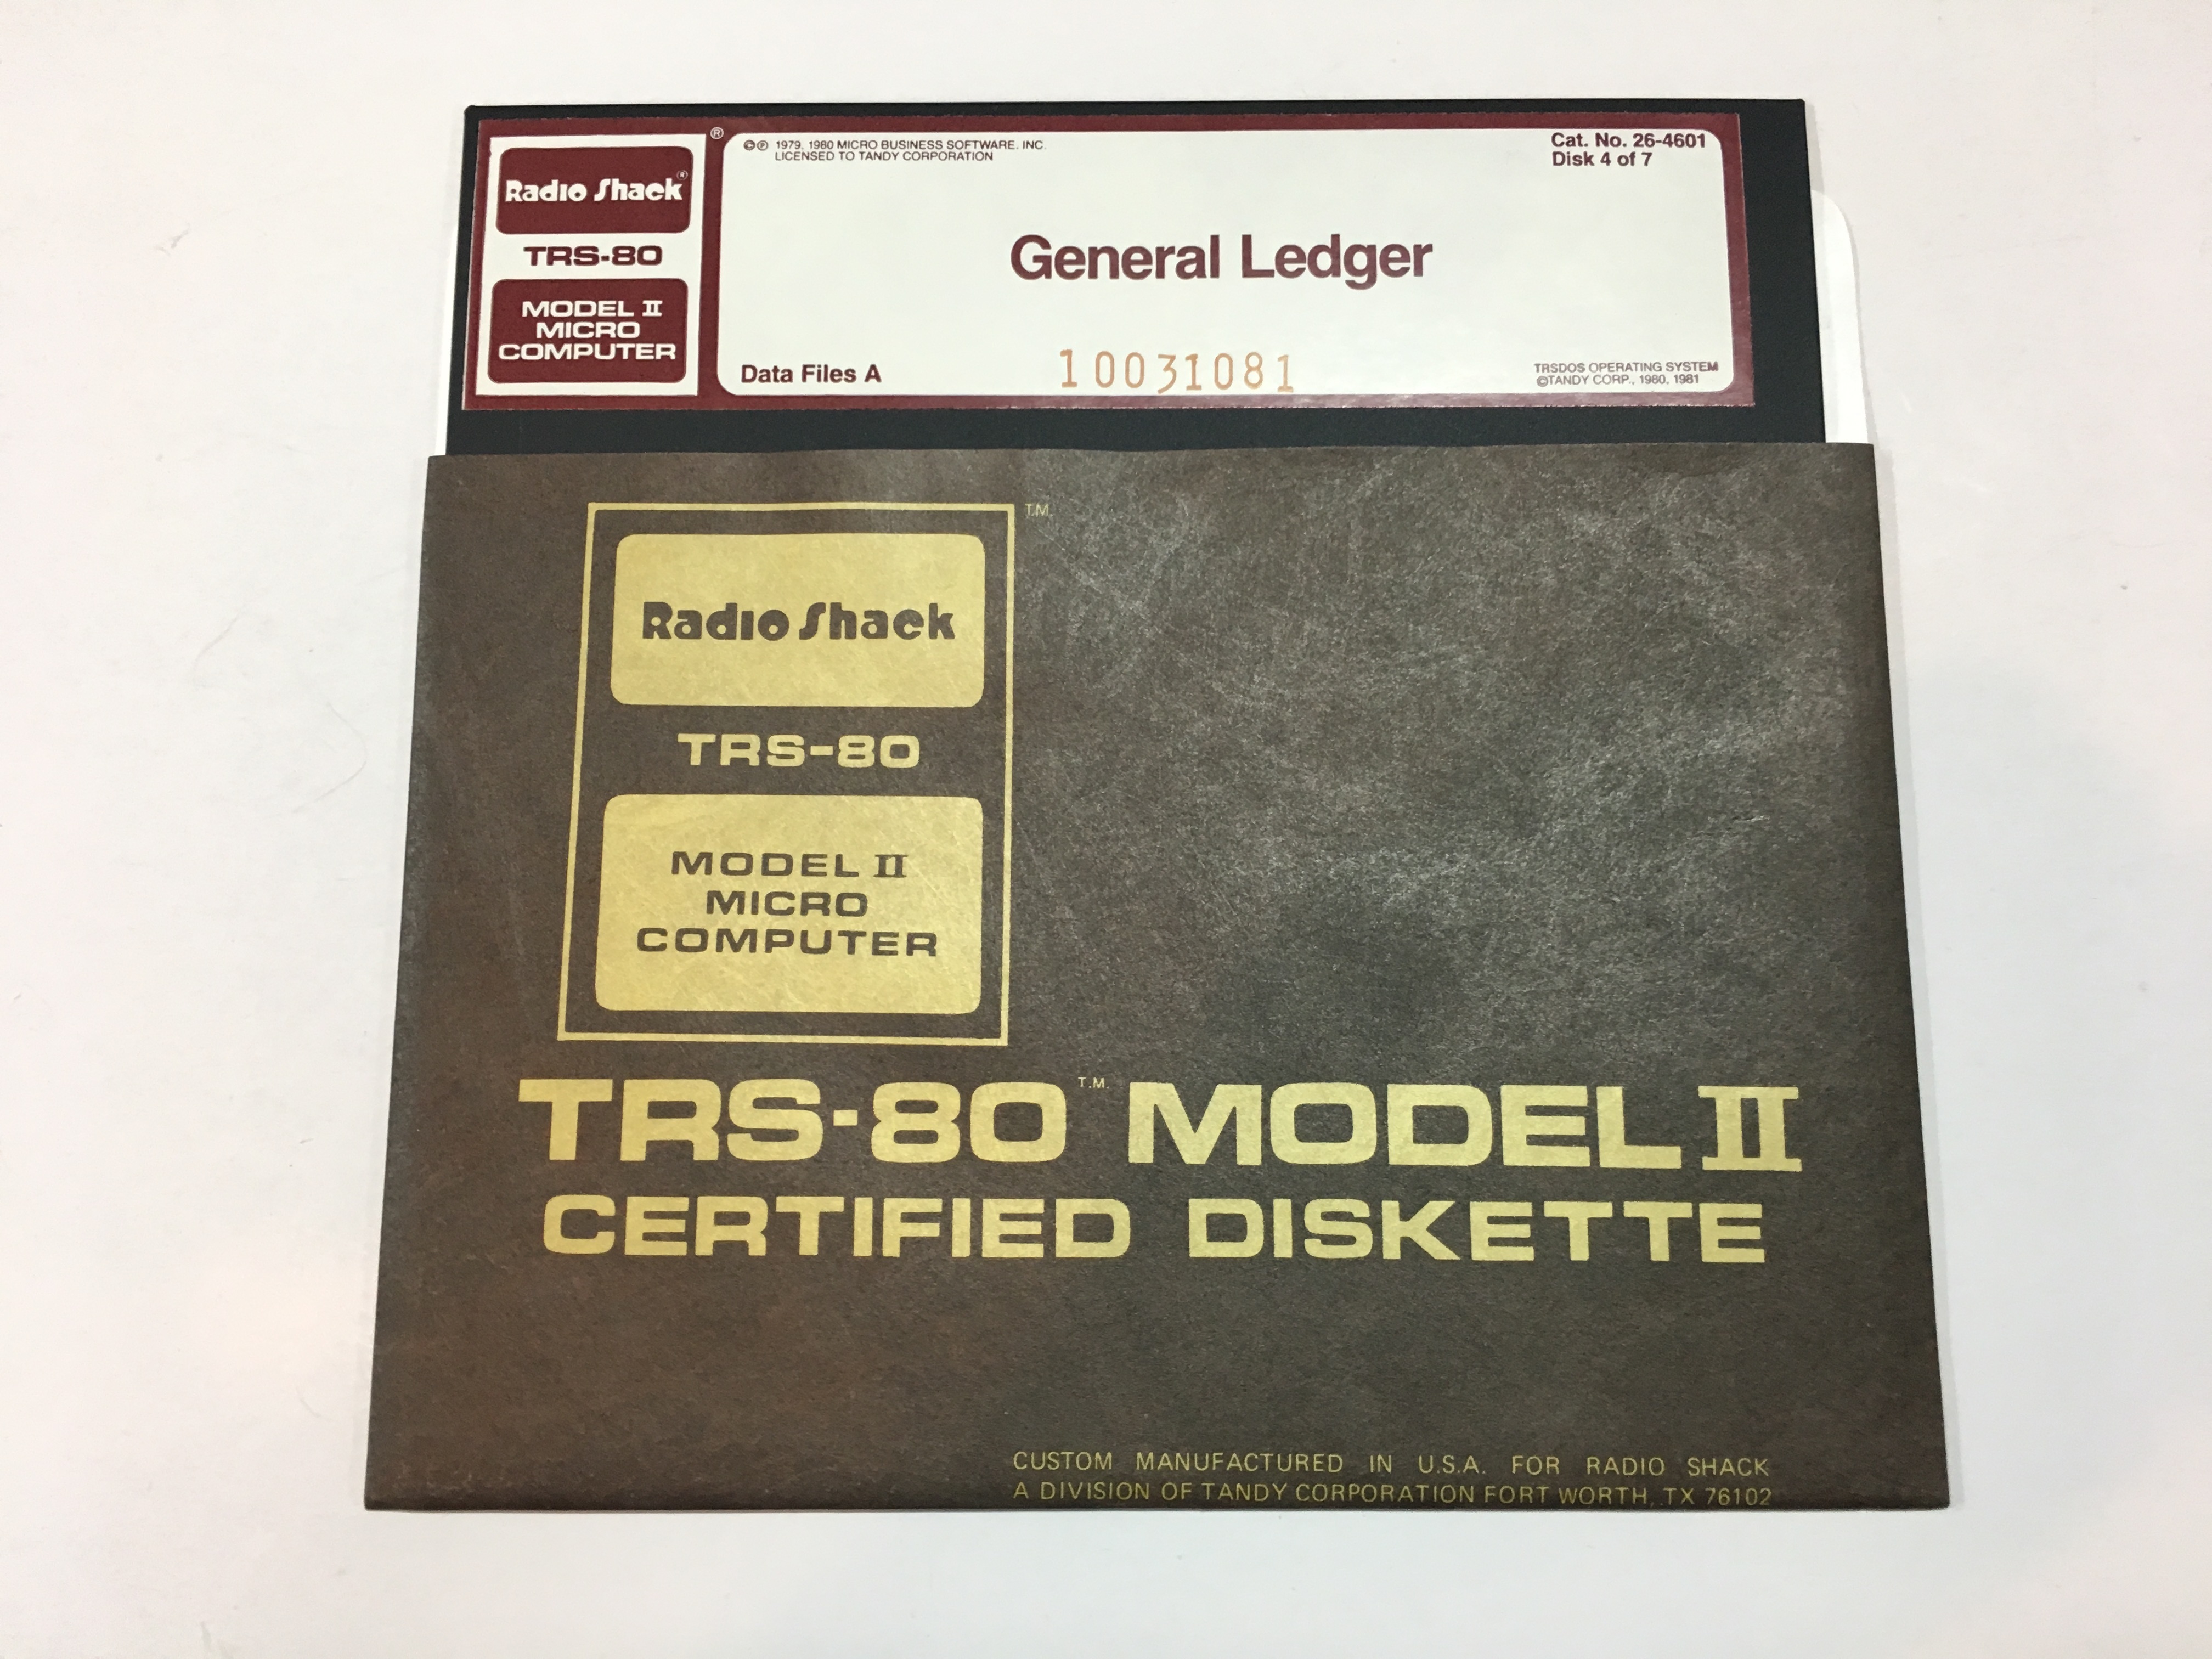 Radio Shack®
TRS-80
MODEL II
MICRO
COMPUTER
®
©℗ 1979, 1980 MICRO BUSINESS SOFTWARE, INC.
LICENSED TO TANDY CORPORATION
Cat. No. 26-4601
Disk 4 of 7
General Ledger
Data Files A
10031081
TRSDOS OPERATING SYSTEM
©TANDY CORP., 1980, 1981
T.M.
Radio Shack
TRS-80
MODEL II
MICRO
COMPUTER
TRS-80 T.M. MODEL II
CERTIFIED DISKETTE
CUSTOM MANUFACTURED IN U.S.A. FOR RADIO SHACK
A DIVISION OF TANDY CORPORATION FORT WORTH, TX 76102